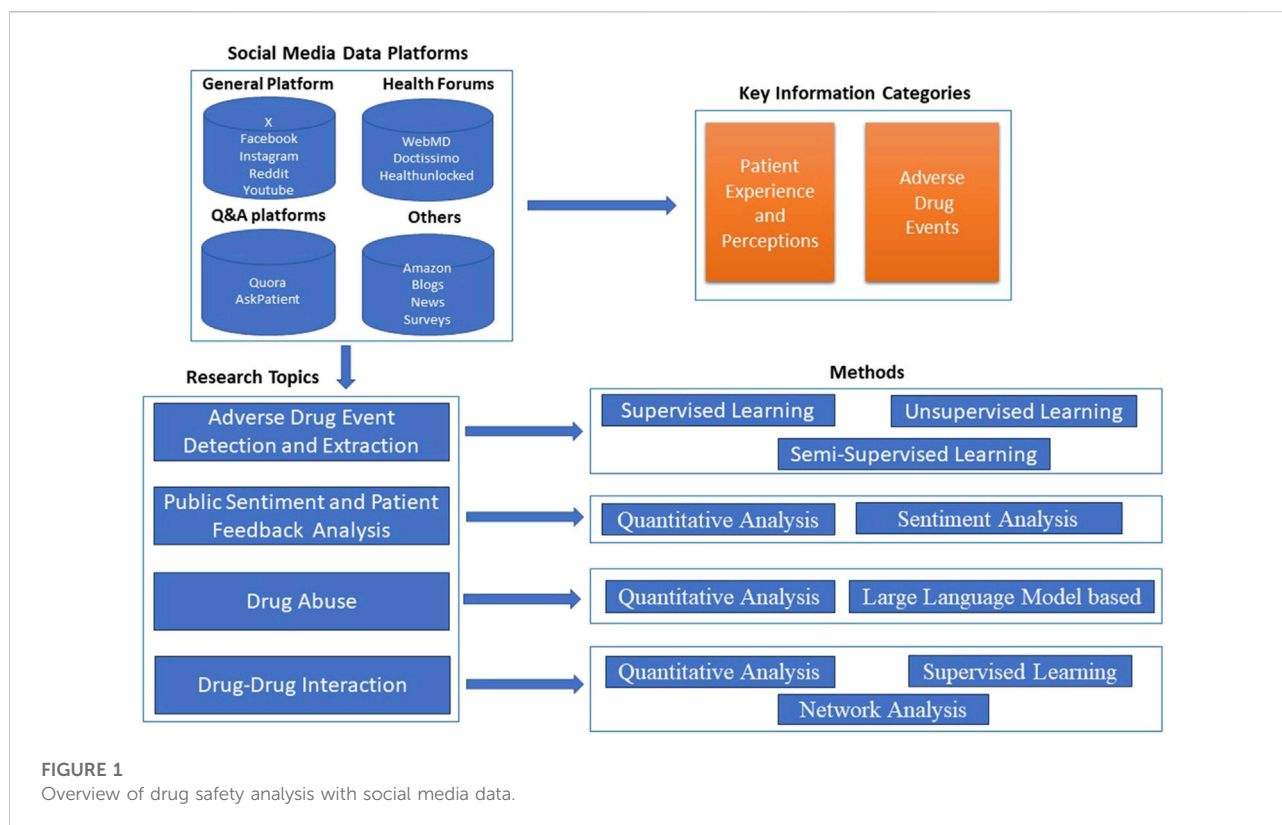 Social Media Data Platforms
General Platform
X
Facebook
Instagram
Reddit
Youtube
Health Forums
WebMD
Doctissimo
Healthunlocked
Q&A platforms
Quora
AskPatient
Others
Amazon
Blogs
News
Surveys
Key Information Categories
Patient
Experience
and
Perceptions
Adverse
Drug
Events
Research Topics
Adverse Drug Event
Detection and Extraction
Public Sentiment and Patient
Feedback Analysis
Drug Abuse
Drug-Drug Interaction
Methods
Supervised Learning
Unsupervised Learning
Semi-Supervised Learning
Quantitative Analysis
Sentiment Analysis
Quantitative Analysis
Large Language Model based
Quantitative Analysis
Supervised Learning
Network Analysis
FIGURE 1
Overview of drug safety analysis with social media data.